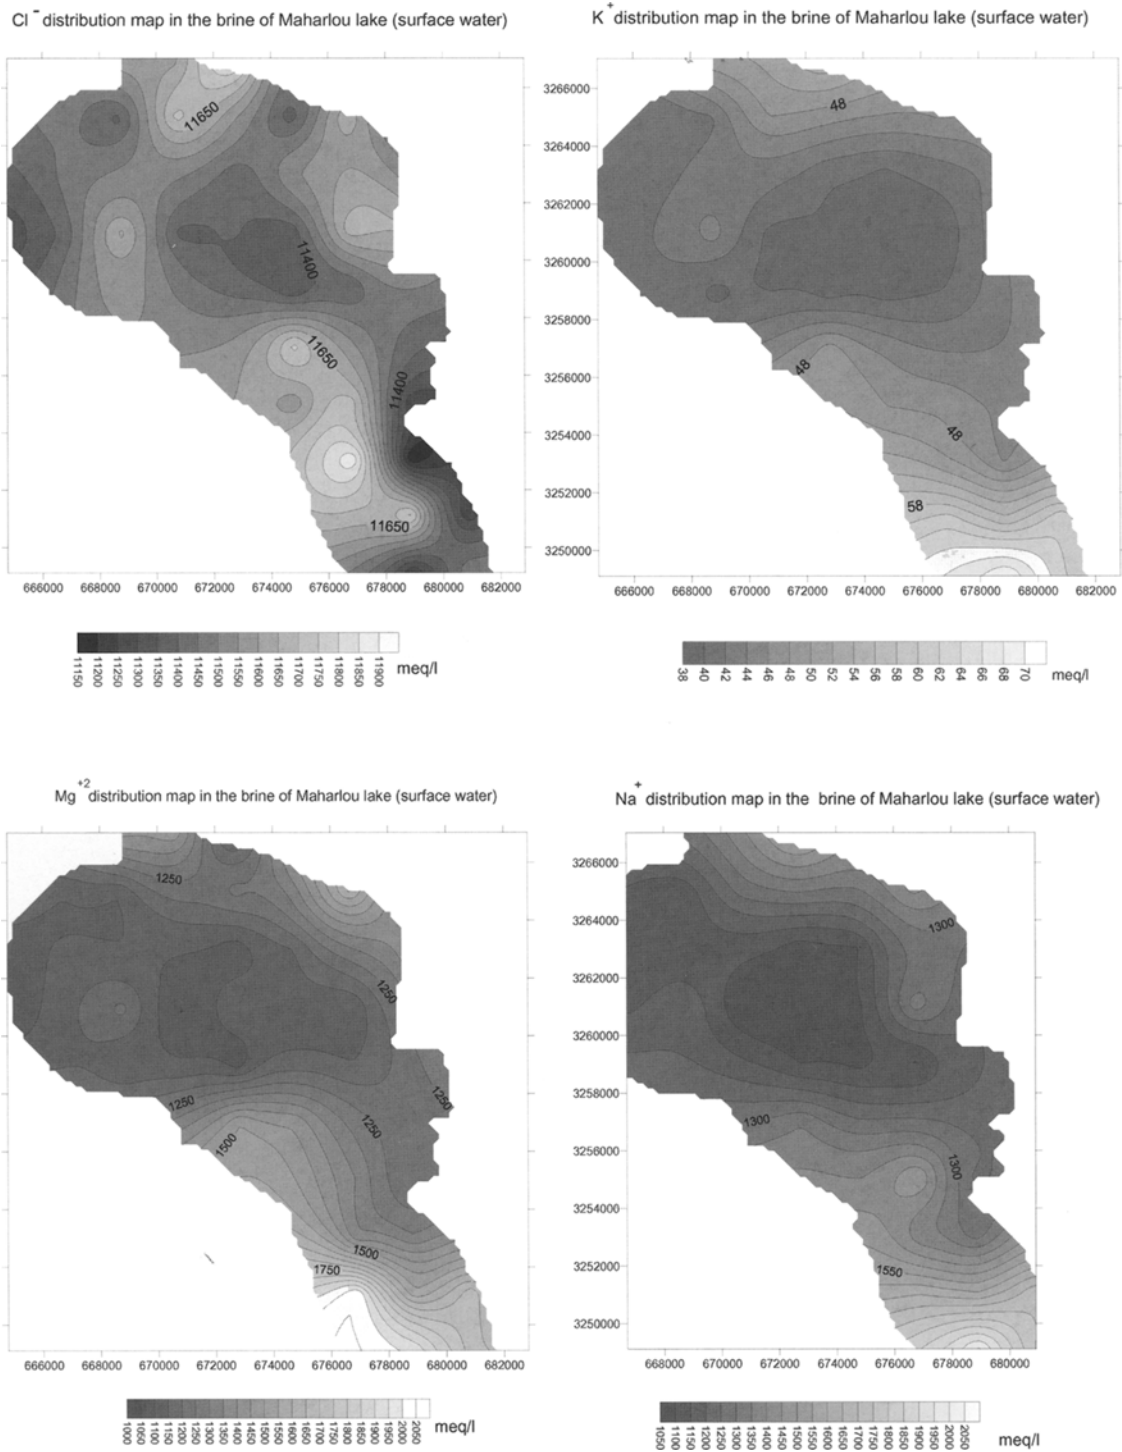 Cl - distribution map in the brine of Maharlou lake (surface water)
11650
11400
11650
11400
11650
666000 668000 670000 672000 674000 676000 678000 680000 682000
11150 11200 11250 11300 11350 11400 11450 11500 11550 11600 11650 11700 11750 11800 11850 11900
meq/l
K + distribution map in the brine of Maharlou lake (surface water)
3266000
3264000
3262000
3260000
3258000
3256000
3254000
3252000
3250000
48
48
48
58
666000 668000 670000 672000 674000 676000 678000 680000 682000
38 40 42 44 46 48 50 52 54 56 58 60 62 64 66 68 70
meq/l
Mg +2 distribution map in the brine of Maharlou lake (surface water)
1250
1250
1250
1250
1250
1500
1500
1750
666000 668000 670000 672000 674000 676000 678000 680000 682000
1000 1050 1100 1150 1200 1250 1300 1350 1400 1450 1500 1550 1600 1650 1700 1750 1800 1850 1900 1950 2000 2050
meq/l
Na + distribution map in the brine of Maharlou lake (surface water)
3266000
3264000
3262000
3260000
3258000
3256000
3254000
3252000
3250000
1300
1300
1300
1550
668000 670000 672000 674000 676000 678000 680000
1050 1100 1150 1200 1250 1300 1350 1400 1450 1500 1550 1600 1650 1700 1750 1800 1850 1900 1950 2000 2050
meq/l